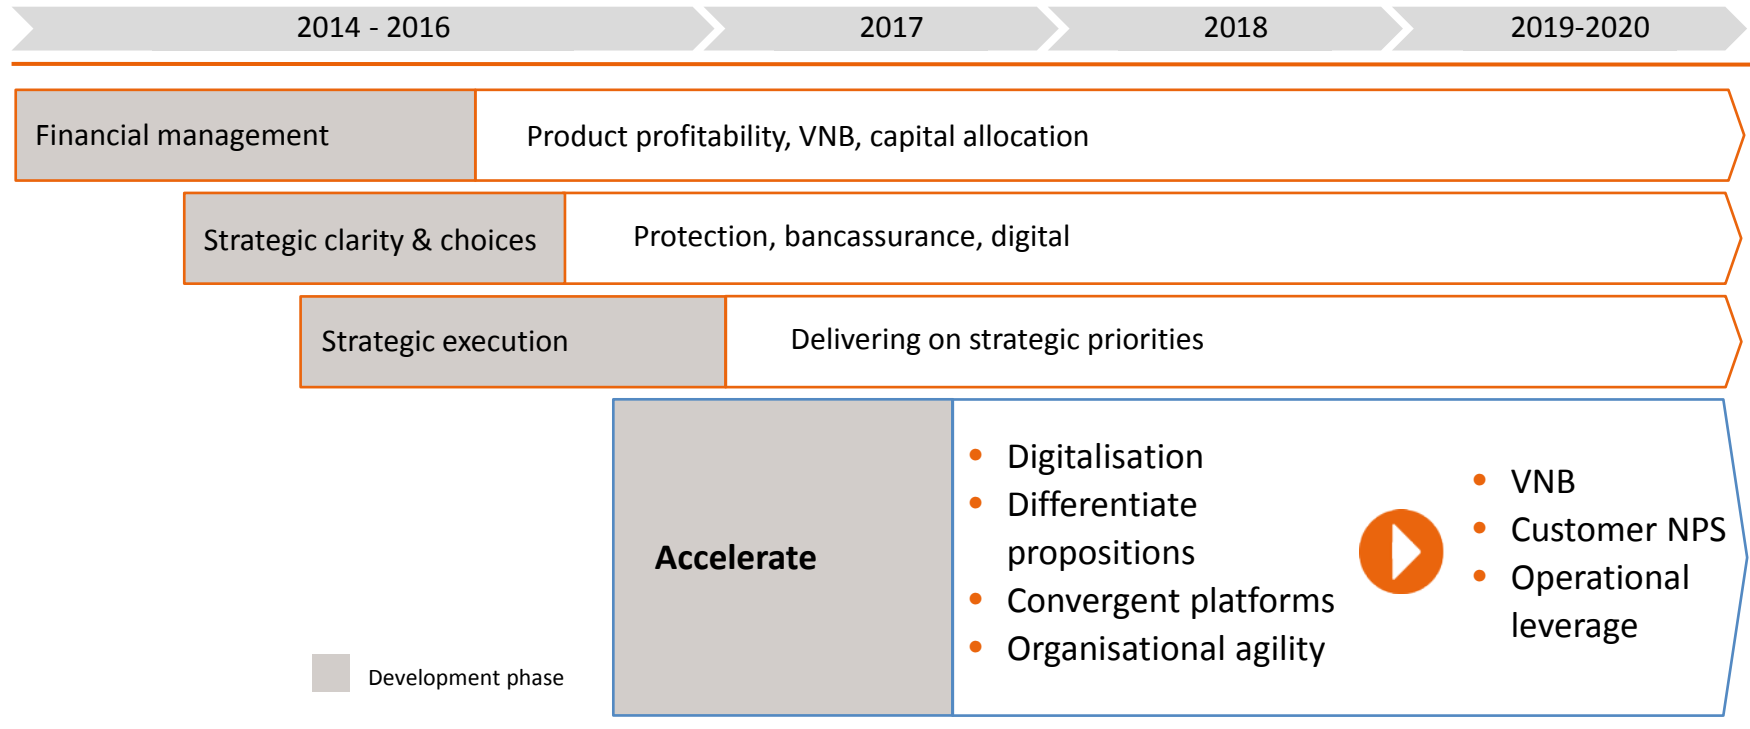 2014 - 2016
2017
2018
2019-2020
Financial management
Product profitability, VNB, capital allocation
Strategic clarity & choices
Protection, bancassurance, digital
Strategic execution
Delivering on strategic priorities
Accelerate
• Digitalisation
• Differentiate
propositions
• Convergent platforms
• Organisational agility
• VNB
• Customer NPS
• Operational
leverage
Development phase